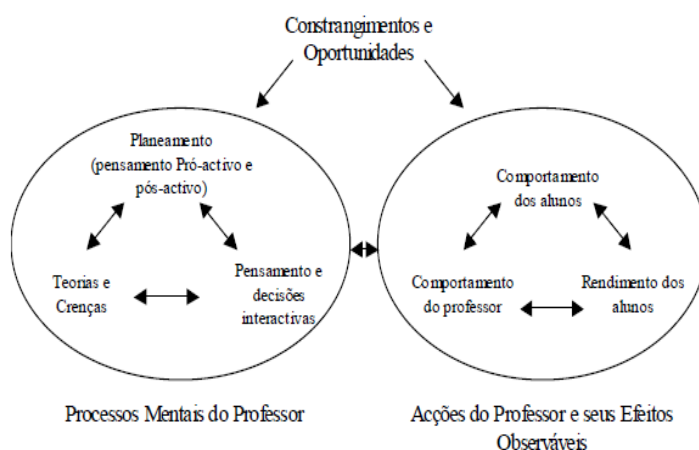 Constrangimentos e
Oportunidades
Planeamento
(pensamento Pró-activo e
pós-activo)
Teorias e
Crenças
Pensamento e
decisões
interactivas
Comportamento
dos alunos
Comportamento
do professor
Rendimento dos
alunos
Processos Mentais do Professor
Acções do Professor e seus Efeitos
Observáveis